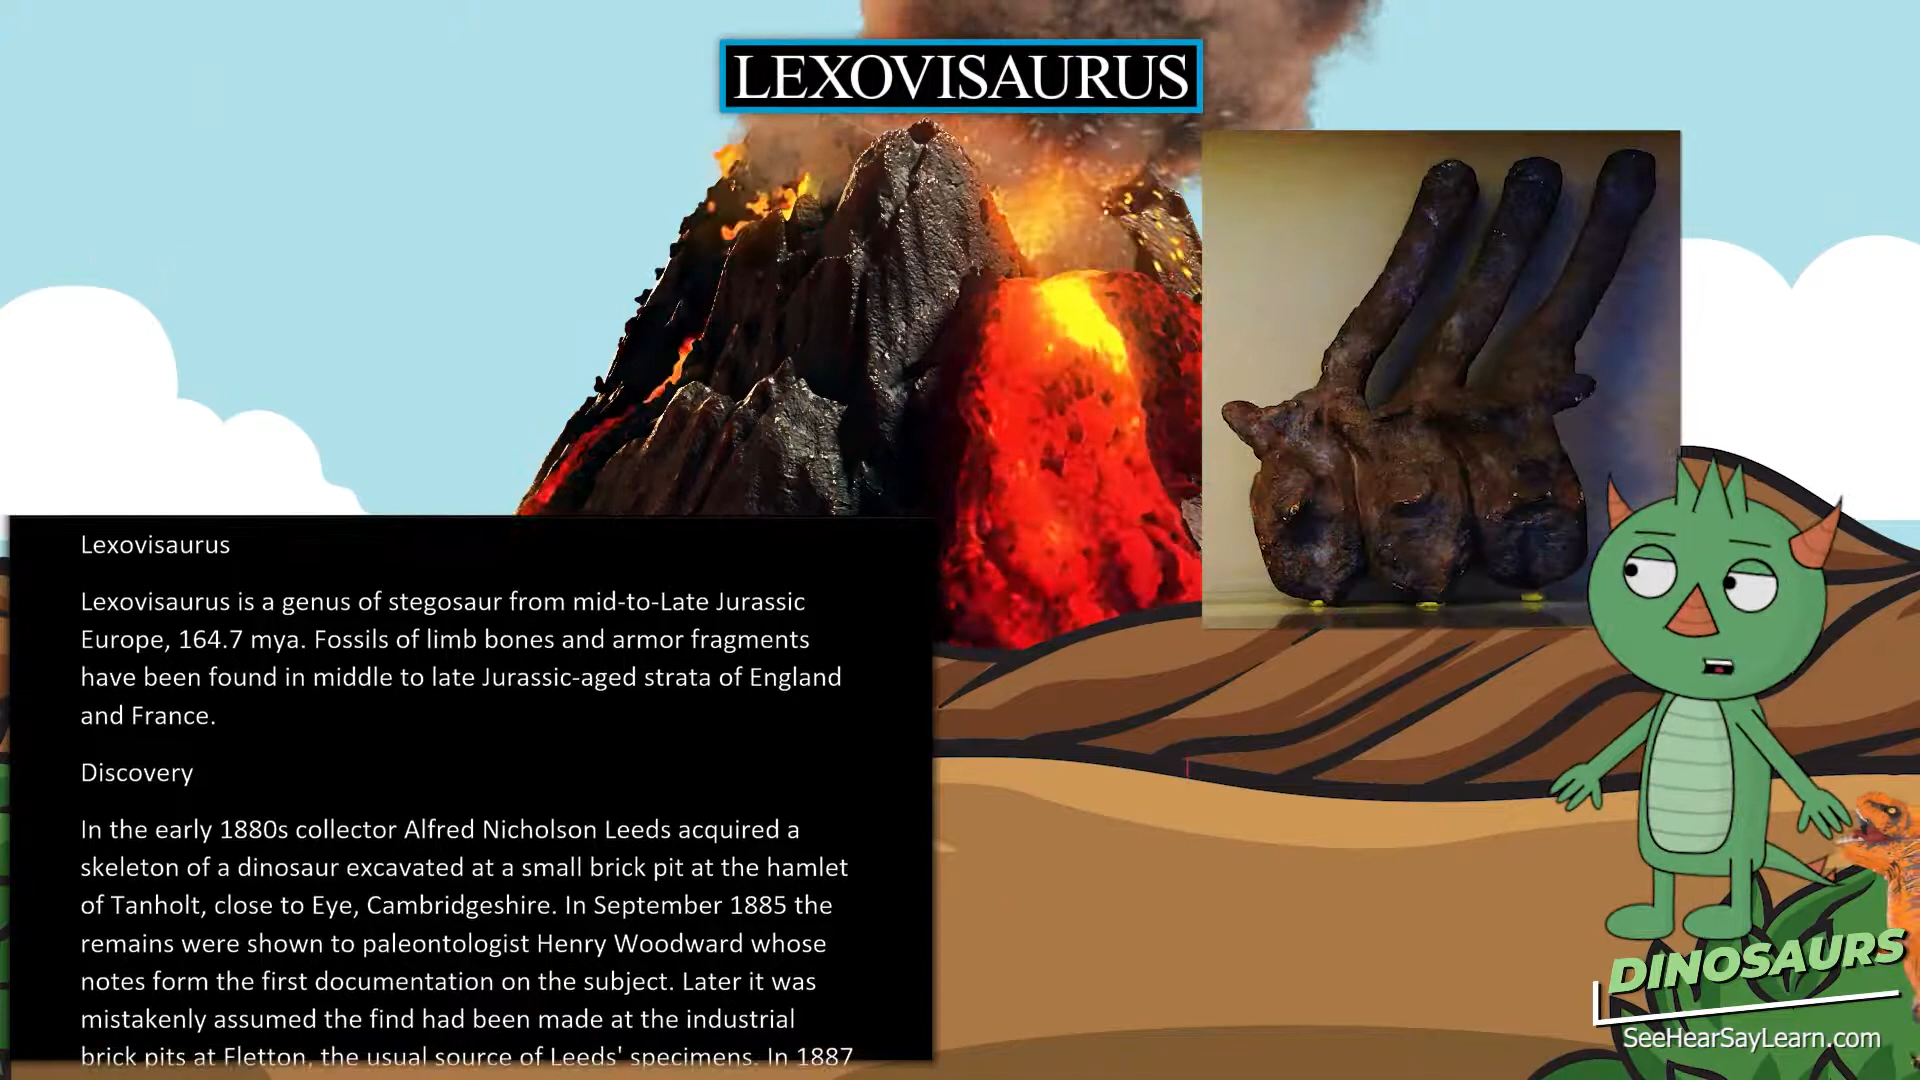 LEXOVISAURUS
Lexovisaurus
Lexovisaurus is a genus of stegosaur from mid-to-Late Jurassic
Europe, 164.7 mya. Fossils of limb bones and armor fragments
have been found in middle to late Jurassic-aged strata of England
and France.
Discovery
In the early 1880s collector Alfred Nicholson Leeds acquired a
skeleton of a dinosaur excavated at a small brick pit at the hamlet
of Tanholt, close to Eye, Cambridgeshire. In September 1885 the
remains were shown to paleontologist Henry Woodward whose
notes form the first documentation on the subject. Later it was
mistakenly assumed the find had been made at the industrial
brick pits at Fletton, the usual source of Leeds' specimens. In 1887
DINOSAURS
SeeHearSayLearn.com